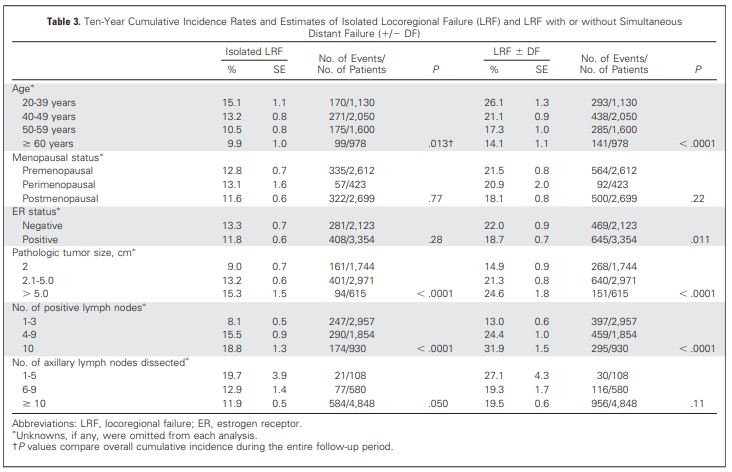 Table 3. Ten-Year Cumulative Incidence Rates and Estimates of Isolated Locoregional Failure (LRF) and LRF with or without Simultaneous
Distant Failure (+/− DF)
Isolated LRF No. of Events/ LRF ± DF No. of Events/
% SE No. of Patients P % SE No. of Patients P
Age*
20-39 years 15.1 1.1 170/1,130 26.1 1.3 293/1,130
40-49 years 13.2 0.8 271/2,050 21.1 0.9 438/2,050
50-59 years 10.5 0.8 175/1,600 17.3 1.0 285/1,600
≥ 60 years 9.9 1.0 99/978 .013† 14.1 1.1 141/978 < .0001
Menopausal status*
Premenopausal 12.8 0.7 335/2,612 21.5 0.8 564/2,612
Perimenopausal 13.1 1.6 57/423 20.9 2.0 92/423
Postmenopausal 11.6 0.6 322/2,699 .77 18.1 0.8 500/2,699 .22
ER status*
Negative 13.3 0.7 281/2,123 22.0 0.9 469/2,123
Positive 11.8 0.6 408/3,354 .28 18.7 0.7 645/3,354 .011
Pathologic tumor size, cm*
2 9.0 0.7 161/1,744 14.9 0.9 268/1,744
2.1-5.0 13.2 0.6 401/2,971 21.3 0.8 640/2,971
> 5.0 15.3 1.5 94/615 < .0001 24.6 1.8 151/615 < .0001
No. of positive lymph nodes*
1-3 8.1 0.5 247/2,957 13.0 0.6 397/2,957
4-9 15.5 0.9 290/1,854 24.4 1.0 459/1,854
10 18.8 1.3 174/930 < .0001 31.9 1.5 295/930 < .0001
No. of axillary lymph nodes dissected*
1-5 19.7 3.9 21/108 27.1 4.3 30/108
6-9 12.9 1.4 77/580 19.3 1.7 116/580
≥ 10 11.9 0.5 584/4,848 .050 19.5 0.6 956/4,848 .11
Abbreviations: LRF, locoregional failure; ER, estrogen receptor.
*Unknowns, if any, were omitted from each analysis.
†P values compare overall cumulative incidence during the entire follow-up period.